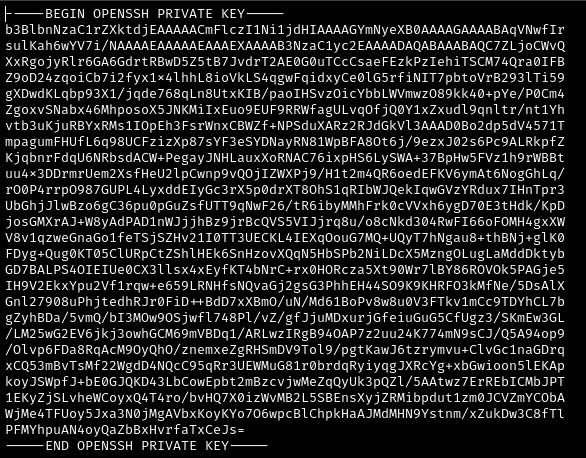 -----BEGIN OPENSSH PRIVATE KEY-----
b3BlbnNzaC1rZXktdjEAAAAACmFlczI1Ni1jdHIAAAAGYmNyeXB0AAAAGAAAABAqVNwfIr
sulKah6wYV7i/NAAAAEAAAAAEAAAEXAAAAB3NzaC1yc2EAAAADAQABAAABAQC7ZLjoCWvQ
XxRgojyRlr6GA6GdrtRBwD5Z5tB7JvdrT2AE0G0uTCcCsaeFEzkPzIehiTSCM74Qra0IFB
Z9oD24zqoiCb7i2fyx1×4lhhL8ioVkLS4qgwFqidxyCe0lG5rfiNIT7pbtoVrB293lTi59
gXDwdKLqbp93X1/jqde768qLn8UtxKIB/paoIHSvzOicYbbLWVmwzO89kk40+pYe/P0Cm4
ZgoxvSNabx46MhposoX5JNKMiIxEuo9EUF9RRWfagULvqOfjQ0Y1xZxudl9qnltr/nt1Yh
vtb3uKjuRBYxRMs1IOpEh3FsrWnxCBWZf+NPSduXARz2RJdGkVl3AAAD0Bo2dp5dV4571T
mpagumFHUfL6q98UCFzizXp87sYF3eSYDNayRN81WpBFA8Ot6j/9ezxJ02s6Pc9ALRkpfZ
KjqbnrFdqU6NRbsdACW+PegayJNHLauxXoRNAC76ixpHS6LySWA+37BpHw5FVz1h9rWBBt
uu4×3DDrmrUem2XsfHeU2lpCwnp9vQOjIZWXPj9/H1t2m4QR6oedEFKV6ymAt6NogGhLq/
rO0P4rrpO987GUPL4LyxddEIyGc3rX5p0drXT8OhS1qRIbWJQekIqwGVzYRdux7IHnTpr3
UbGhjJlwBzo6gC36pu0pGuZsfUTT9qNwF26/tR6ibyMMhFrk0cVVxh6ygD70E3tHdk/KpD
josGMXrAJ+W8yAdPAD1nWJjjhBz9jrBcQVS5VIJjrq8u/o8cNkd304RwFI66oFOMH4gxXW
V8v1qzweGnaGo1feTSjSZHv21I0TT3UECKL4IEXqOouG7MQ+UQyT7hNgau8+thBNj+glK0
FDyg+Qug0KT05ClURpCtZShlHEk6SnHzovXQqN5HbSPb2NiLDcX5MzngOLugLaMddDktyb
GD7BALPS4OIEIUe0CX3llsx4xEyfKT4bNrC+rx0HORcza5Xt90Wr7lBY86ROVOk5PAGje5
IH9V2EkxYpu2Vf1rqw+e659LRNHfsNQvaGj2gsG3PhhEH44SO9K9KHRFO3kMfNe/5DsAlX
Gnl27908uPhjtedhRJr0FiD++BdD7xXBmO/uN/Md61BoPv8w8u0V3FTkv1mCc9TDYhCL7b
gZyhBDa/5vmQ/bI3MOw9OSjwfl748Pl/vZ/gfJjuMDxurjGfeiuGuG5CfUgz3/SKmEw3GL
/LM25wG2EV6jkj3owhGCM69mVBDq1/ARLwzIRgB94OAP7z2uu24K774mN9sCJ/Q5A94op9
/Olvp6FDa8RqAcM9OyQhO/znemxeZgRHSmDV9Tol9/pgtKawJ6tzrymvu+ClvGc1naGDrq
xCQ53mBvTsMf22WgdD4NQcC95qRr3UEWMuG81r0brdqRyiyqgJXRcYg+xbGwioon5lEKAp
koyJSWpfJ+bE0GJQKD43LbCowEpbt2mBzcvjwMeZqQyUk3pQZl/5AAtwz7ErREbICMbJPT
1EKyZjSLvheWCoyxQ4T4ro/bvHQ7X0izWvMB2L5SBEnsXyjZRMibpdut1zm0JCVZmYCObA
WjMe4TFUoy5Jxa3N0jMgAVbxKoyKYo7O6wpcBlChpkHaAJMdMHN9Ystnm/xZukDw3C8fTl
PFMYhpuAN4oyQaZbBxHvrfaTxCeJs=
-----END OPENSSH PRIVATE KEY-----